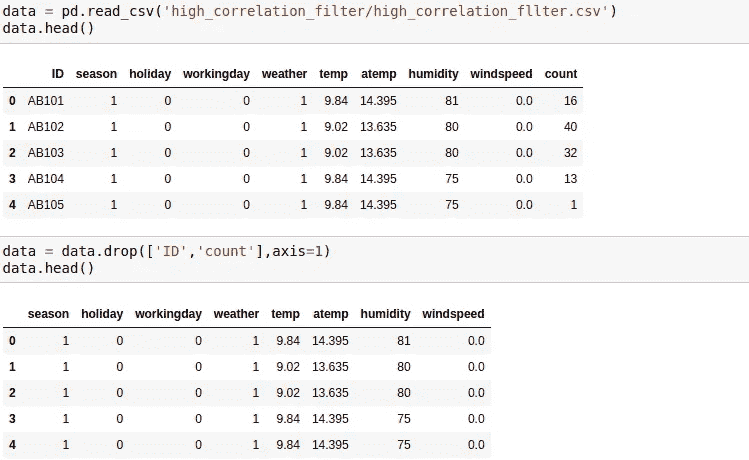 data = pd.read_csv('high_correlation_filter/high_correlation_fllter.csv')
data.head()
ID season holiday workingday weather temp atemp humidity windspeed count
0 AB101 1 0 0 1 9.84 14.395 81 0.0 16
1 AB102 1 0 0 1 9.02 13.635 80 0.0 40
2 AB103 1 0 0 1 9.02 13.635 80 0.0 32
3 AB104 1 0 0 1 9.84 14.395 75 0.0 13
4 AB105 1 0 0 1 9.84 14.395 75 0.0 1
data = data.drop(['ID','count'],axis=1)
data.head()
season holiday workingday weather temp atemp humidity windspeed
0 1 0 0 1 9.84 14.395 81 0.0
1 1 0 0 1 9.02 13.635 80 0.0
2 1 0 0 1 9.02 13.635 80 0.0
3 1 0 0 1 9.84 14.395 75 0.0
4 1 0 0 1 9.84 14.395 75 0.0